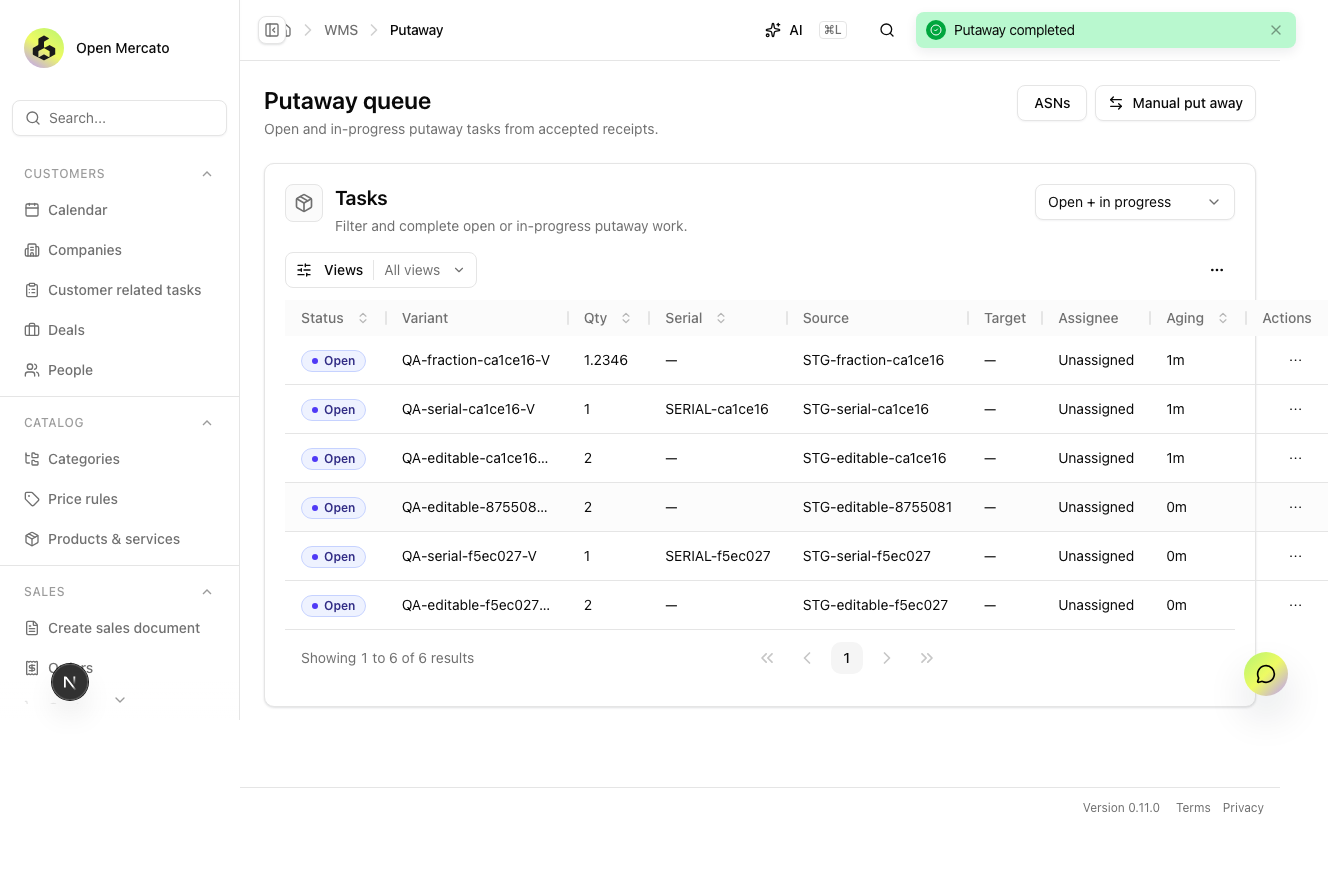 Open Mercato
WMS
Putaway
AI
⌘L
Putaway completed
Search...
CUSTOMERS
Calendar
Companies
Customer related tasks
Deals
People
CATALOG
Categories
Price rules
Products & services
SALES
Create sales document
Putaway queue
Open and in-progress putaway tasks from accepted receipts.
ASNs
Manual put away
Tasks
Filter and complete open or in-progress putaway work.
Open + in progress
Views
All views
Status Variant Qty Serial Source Target Assignee Aging Actions
Open QA-fraction-ca1ce16-V 1.2346 — STG-fraction-ca1ce16 — Unassigned 1m ...
Open QA-serial-ca1ce16-V 1 SERIAL-ca1ce16 STG-serial-ca1ce16 — Unassigned 1m ...
Open QA-editable-ca1ce16... 2 — STG-editable-ca1ce16 — Unassigned 1m ...
Open QA-editable-875508... 2 — STG-editable-8755081 — Unassigned 0m ...
Open QA-serial-f5ec027-V 1 SERIAL-f5ec027 STG-serial-f5ec027 — Unassigned 0m ...
Open QA-editable-f5ec027... 2 — STG-editable-f5ec027 — Unassigned 0m ...
Showing 1 to 6 of 6 results
1
Version 0.11.0
Terms
Privacy